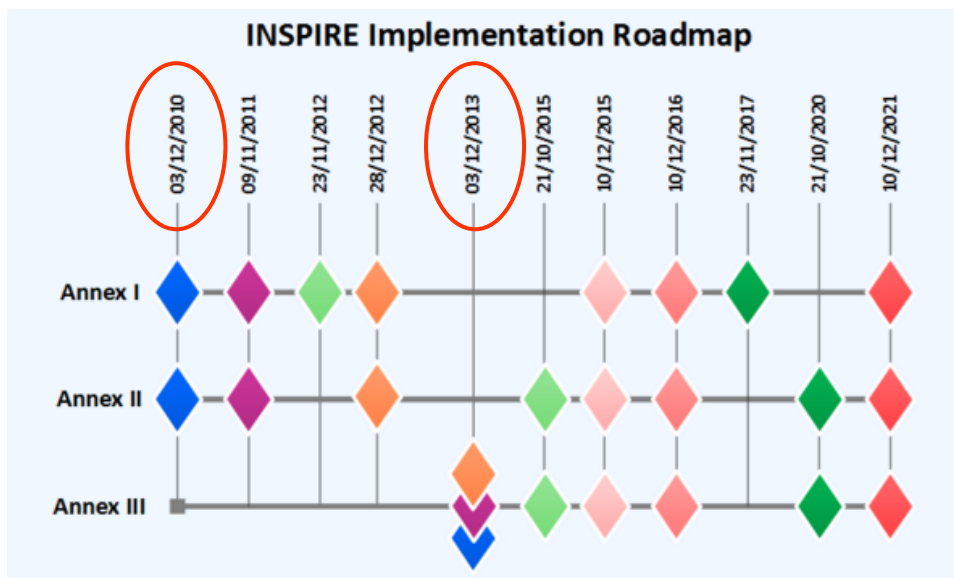 INSPIRE Implementation Roadmap
03/12/2010
09/11/2011
23/11/2012
28/12/2012
03/12/2013
21/10/2015
10/12/2015
10/12/2016
23/11/2017
21/10/2020
10/12/2021
Annex I
Annex II
Annex III